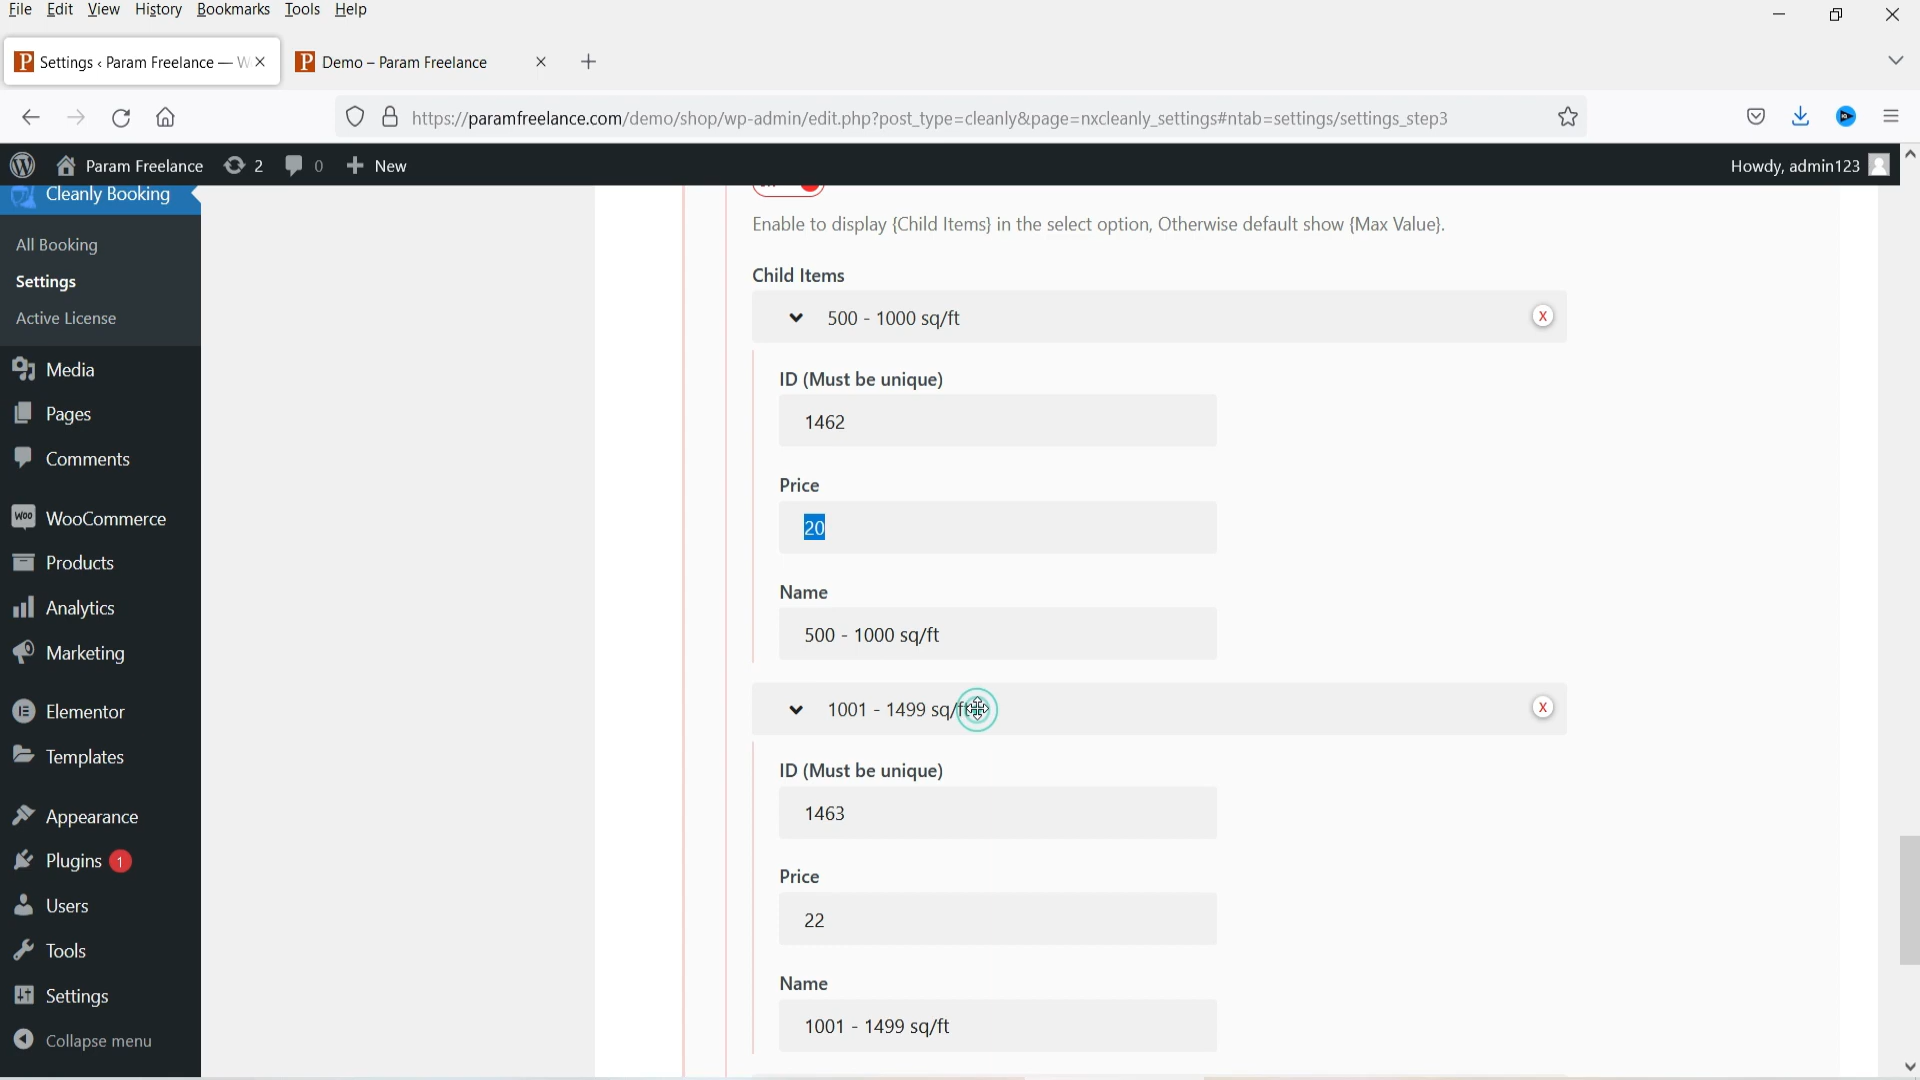 File Edit View History Bookmarks Tools Help
Settings ‹ Param Freelance — W
Demo – Param Freelance
https://paramfreelance.com/demo/shop/wp-admin/edit.php?post_type=cleanly&page=nxcleanly_settings#ntab=settings/settings_step3
Param Freelance 2 0 + New
Howdy, admin123
Cleanly Booking
All Booking
Settings
Active License
Media
Pages
Comments
WooCommerce
Products
Analytics
Marketing
Elementor
Templates
Appearance
Plugins 1
Users
Tools
Settings
Collapse menu
Enable to display {Child Items} in the select option, Otherwise default show {Max Value}.
Child Items
500 - 1000 sq/ft
X
ID (Must be unique)
1462
Price
20
Name
500 - 1000 sq/ft
1001 - 1499 sq/ft
X
ID (Must be unique)
1463
Price
22
Name
1001 - 1499 sq/ft